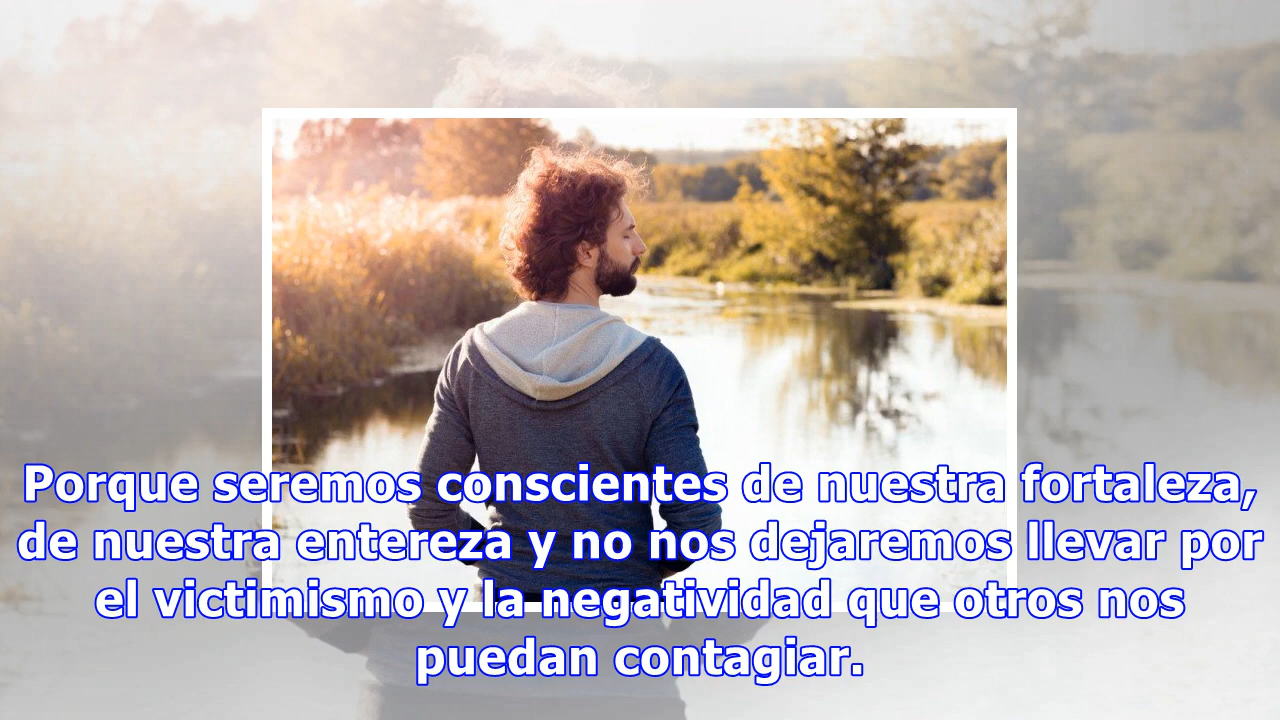 Porque seremos conscientes de nuestra fortaleza,
de nuestra entereza y no nos dejaremos llevar por
el victimismo y la negatividad que otros nos
puedan contagiar.